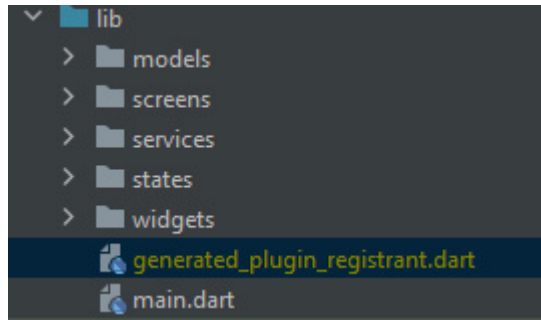 lib
models
screens
services
states
widgets
generated_plugin_registrant.dart
main.dart